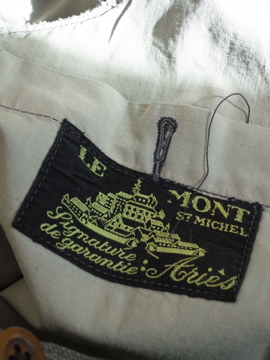 LE MONT
ST MICHEL
Signature
de garantie: Ariès